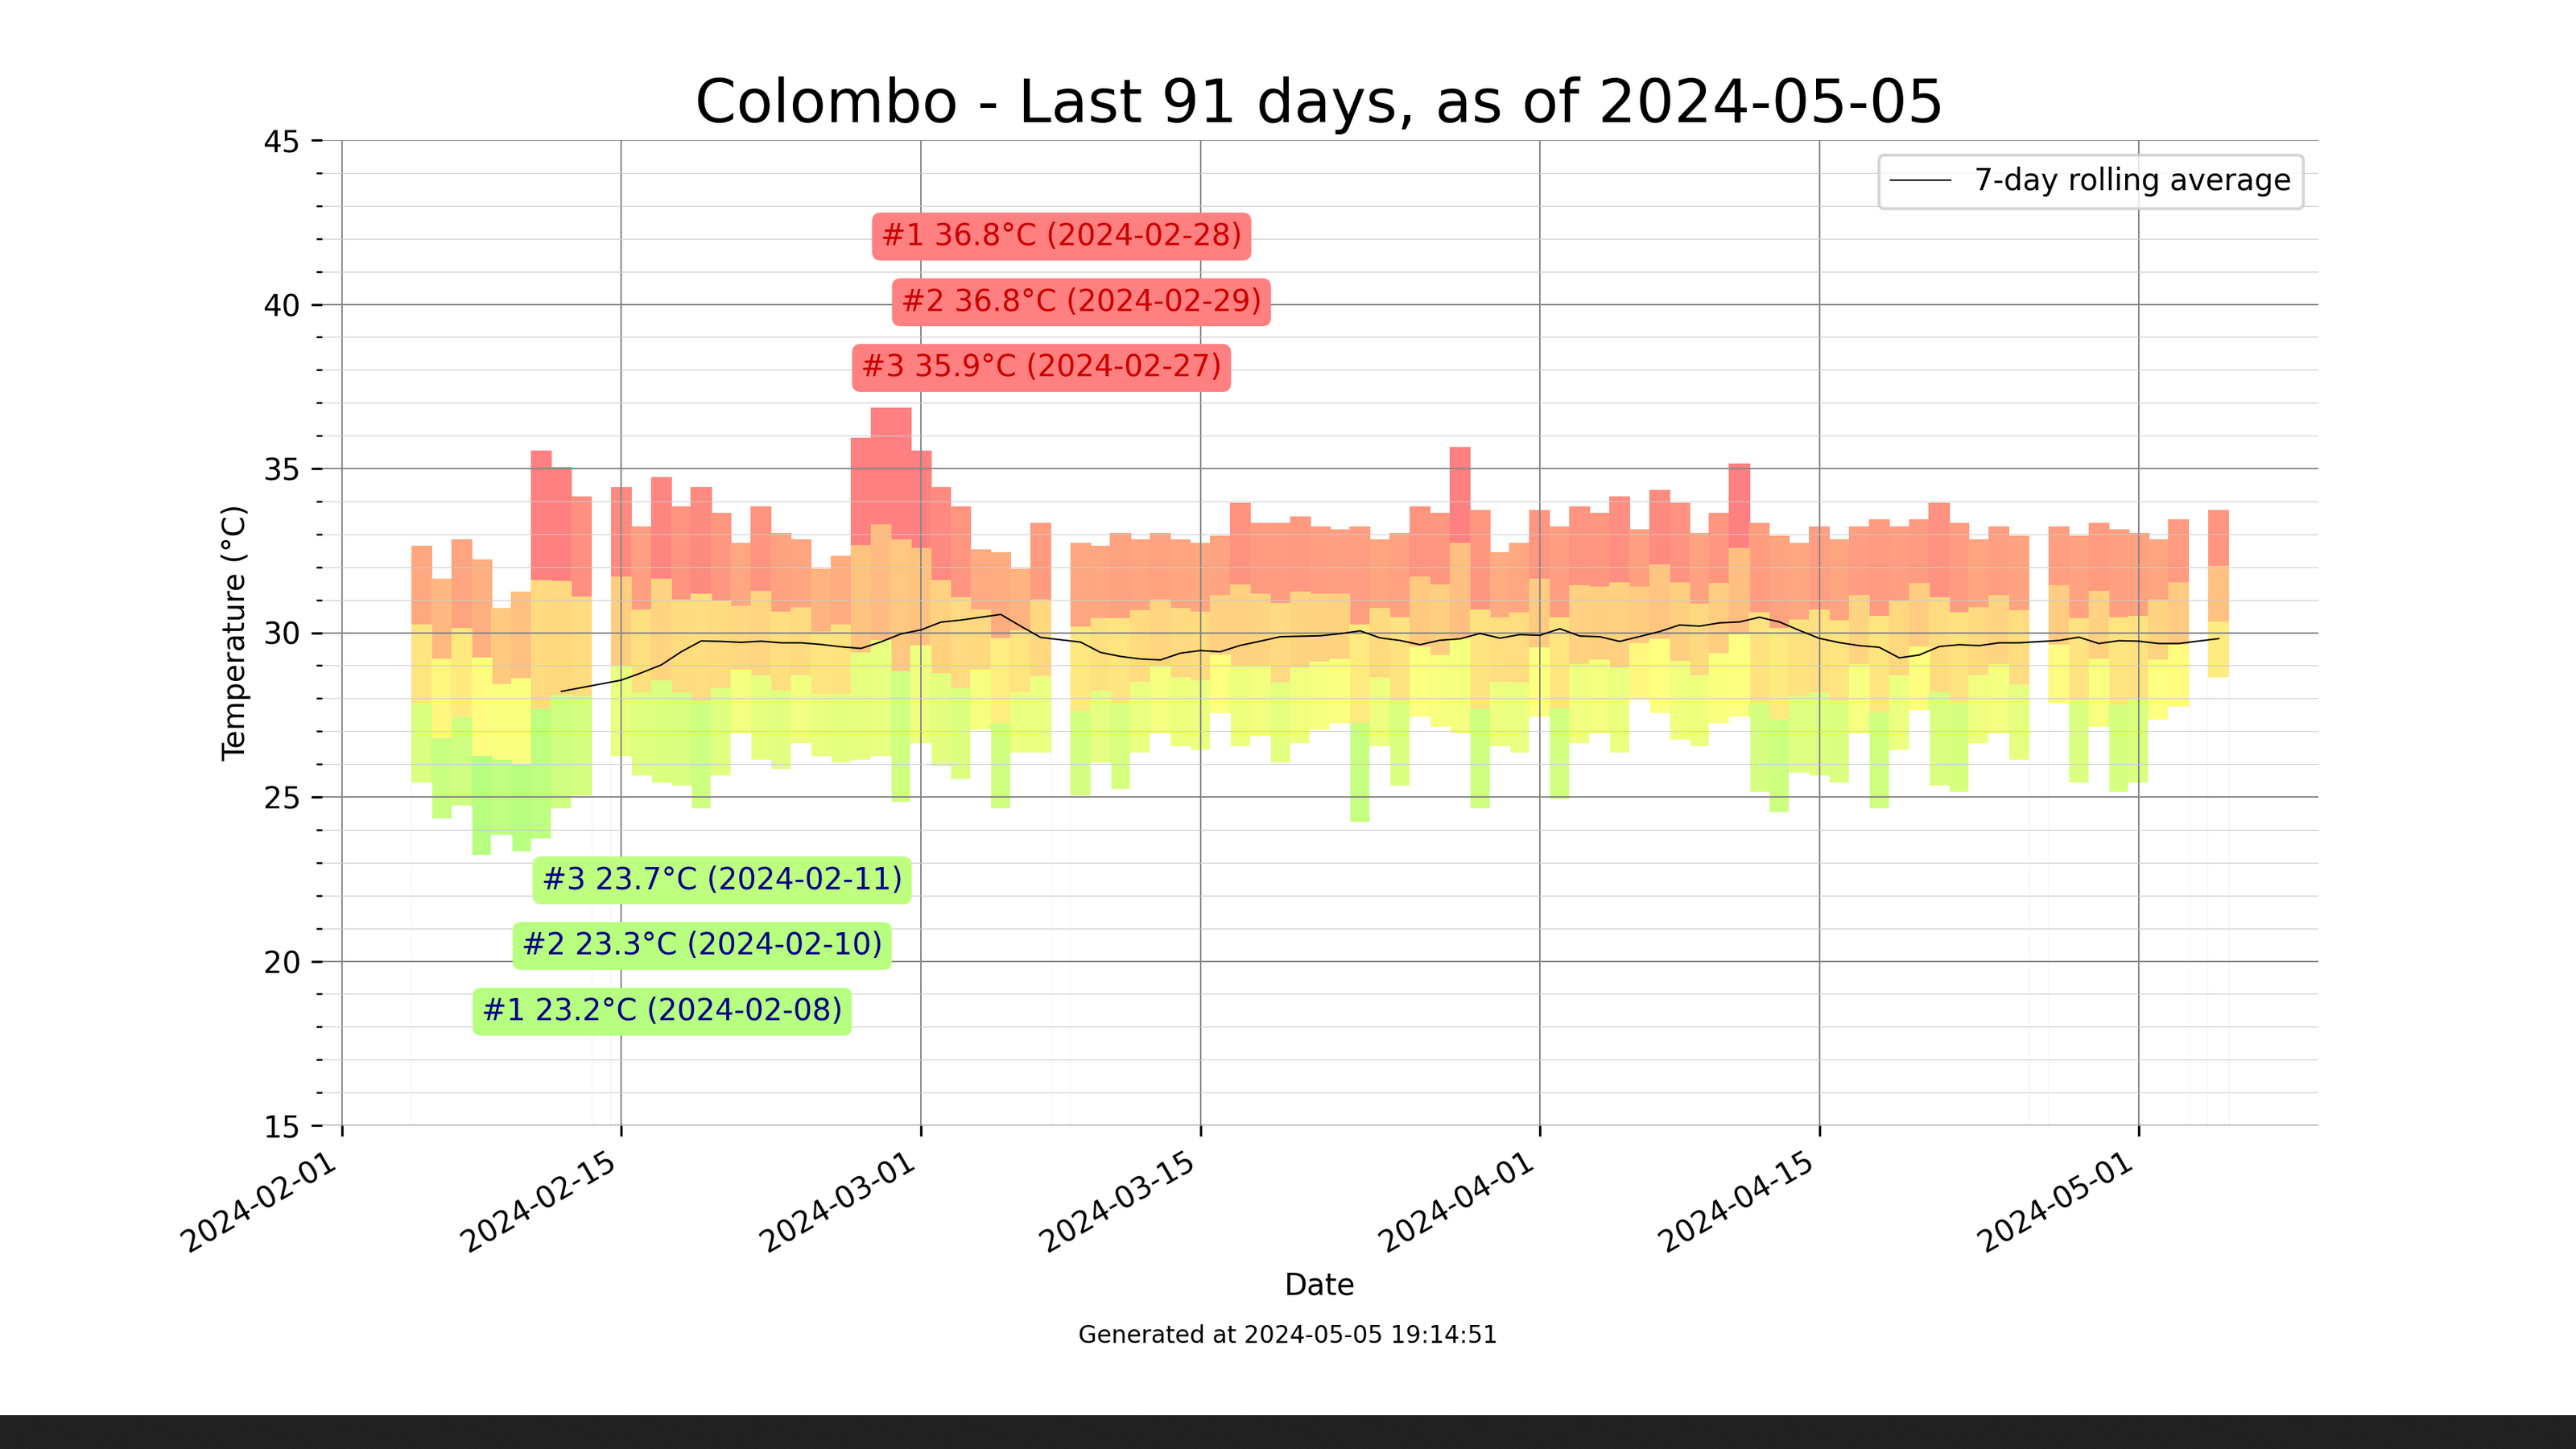 Colombo - Last 91 days, as of 2024-05-05
45
7-day rolling average
#1 36.8°C (2024-02-28)
40
#2 36.8°C (2024-02-29)
#3 35.9°C (2024-02-27)
35
Temperature (°C)
30
25
#3 23.7°C (2024-02-11)
#2 23.3°C (2024-02-10)
20
#1 23.2°C (2024-02-08)
15
2024-02-01
2024-02-15
2024-03-01
2024-03-15
2024-04-01
2024-04-15
2024-05-01
Date
Generated at 2024-05-05 19:14:51